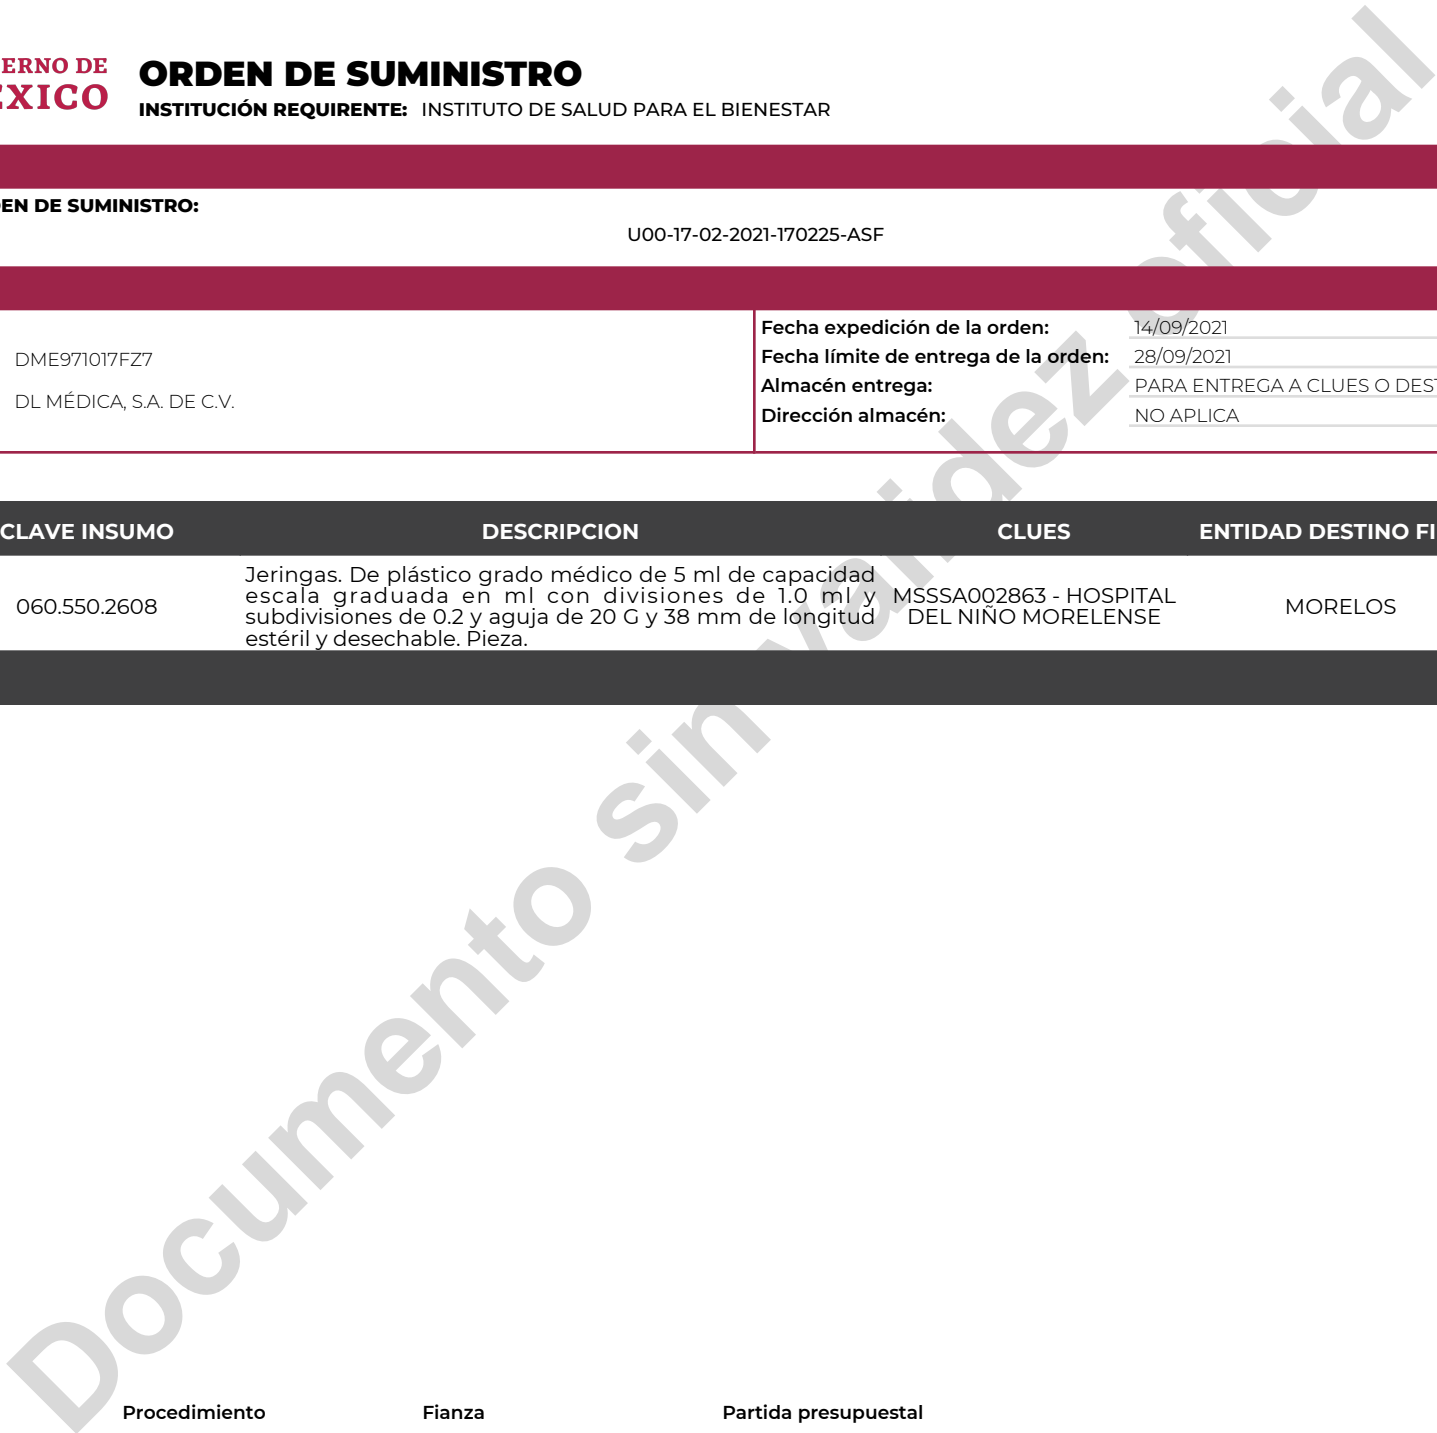 ERNO DE
EXICO
ORDEN DE SUMINISTRO
INSTITUCIÓN REQUIRENTE: INSTITUTO DE SALUD PARA EL BIENESTAR
EN DE SUMINISTRO:
U00-17-02-2021-170225-ASF
DME971017FZ7
DL MÉDICA, S.A. DE C.V.
Fecha expedición de la orden: 14/09/2021
Fecha límite de entrega de la orden: 28/09/2021
Almacén entrega: PARA ENTREGA A CLUES O DEST
Dirección almacén: NO APLICA
CLAVE INSUMO DESCRIPCION CLUES ENTIDAD DESTINO FI
060.550.2608
Jeringas. De plástico grado médico de 5 ml de capacidad
escala graduada en ml con divisiones de 1.0 ml y
subdivisiones de 0.2 y aguja de 20 G y 38 mm de longitud
estéril y desechable. Pieza.
MSSSA002863 - HOSPITAL
DEL NIÑO MORELENSE
MORELOS
Documento sin validez oficial
Procedimiento Fianza Partida presupuestal